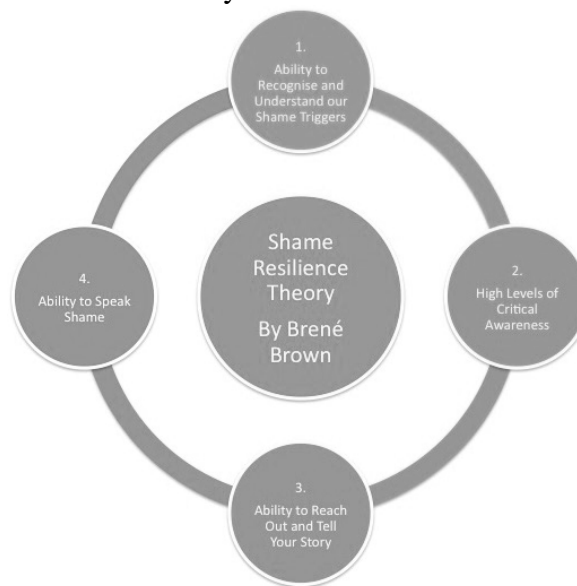 1.
Ability to
Recognise and
Understand our
Shame Triggers
Shame
Resilience
Theory
By Brené
Brown
2.
High Levels of
Critical
Awareness
3.
Ability to Reach
Out and Tell
Your Story
4.
Ability to Speak
Shame